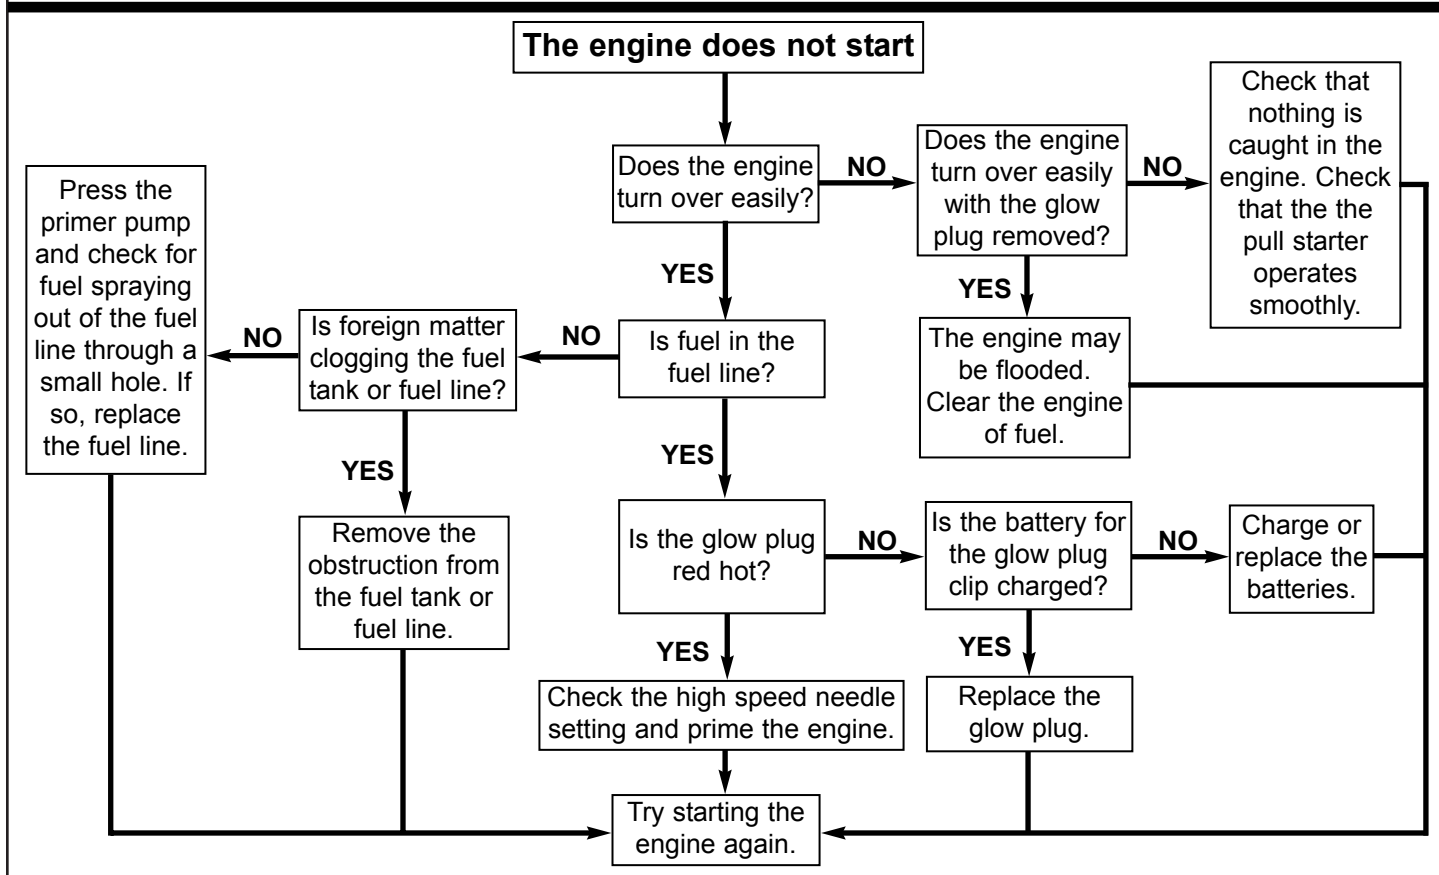 The engine does not start
Does the engine
turn over easily?
NO
Does the engine
turn over easily
with the glow
plug removed?
NO
Check that
nothing is
caught in the
engine. Check
that the the
pull starter
operates
smoothly.
YES
The engine may
be flooded.
Clear the engine
of fuel.
YES
Is fuel in the
fuel line?
NO
Is foreign matter
clogging the fuel
tank or fuel line?
NO
Press the
primer pump
and check for
fuel spraying
out of the fuel
line through a
small hole. If
so, replace
the fuel line.
YES
Remove the
obstruction from
the fuel tank or
fuel line.
YES
Is the glow plug
red hot?
NO
Is the battery for
the glow plug
clip charged?
NO
Charge or
replace the
batteries.
YES
Replace the
glow plug.
YES
Check the high speed needle
setting and prime the engine.
Try starting the
engine again.